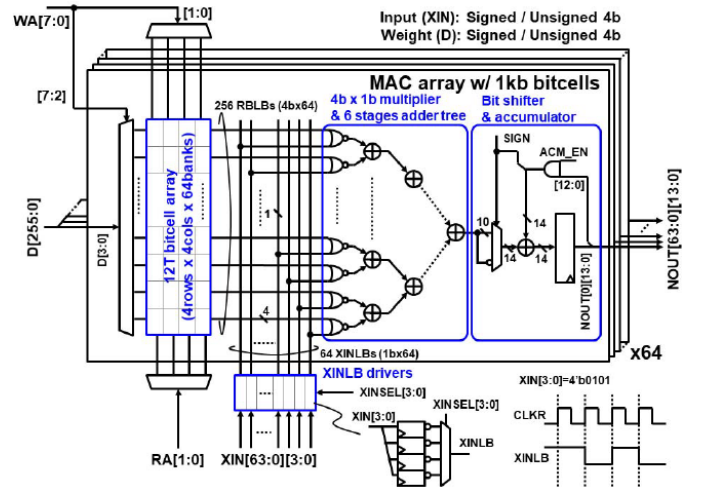 WA[7:0]
[1:0]
Input (XIN): Signed / Unsigned 4b
Weight (D): Signed / Unsigned 4b
MAC array w/ 1kb bitcells
[7:2]
256 RBLBs (4bx64)
4b x 1b multiplier
& 6 stages adder tree
Bit shifter
& accumulator
SIGN
ACM_EN
[12:0]
D[255:0]
D[3:0]
12T bitcell array
(4rows x 4cols x 64banks)
1
10
14
14
14
4
NOUT[0][13:0]
NOUT[63:0][13:0]
x64
64 XINLBs (1bx64)
XINLB drivers
XINSEL[3:0]
XIN[3:0]
XINSEL[3:0]
XINLB
RA[1:0]
XIN[63:0][3:0]
XIN[3:0]=4'b0101
CLKR
XINLB